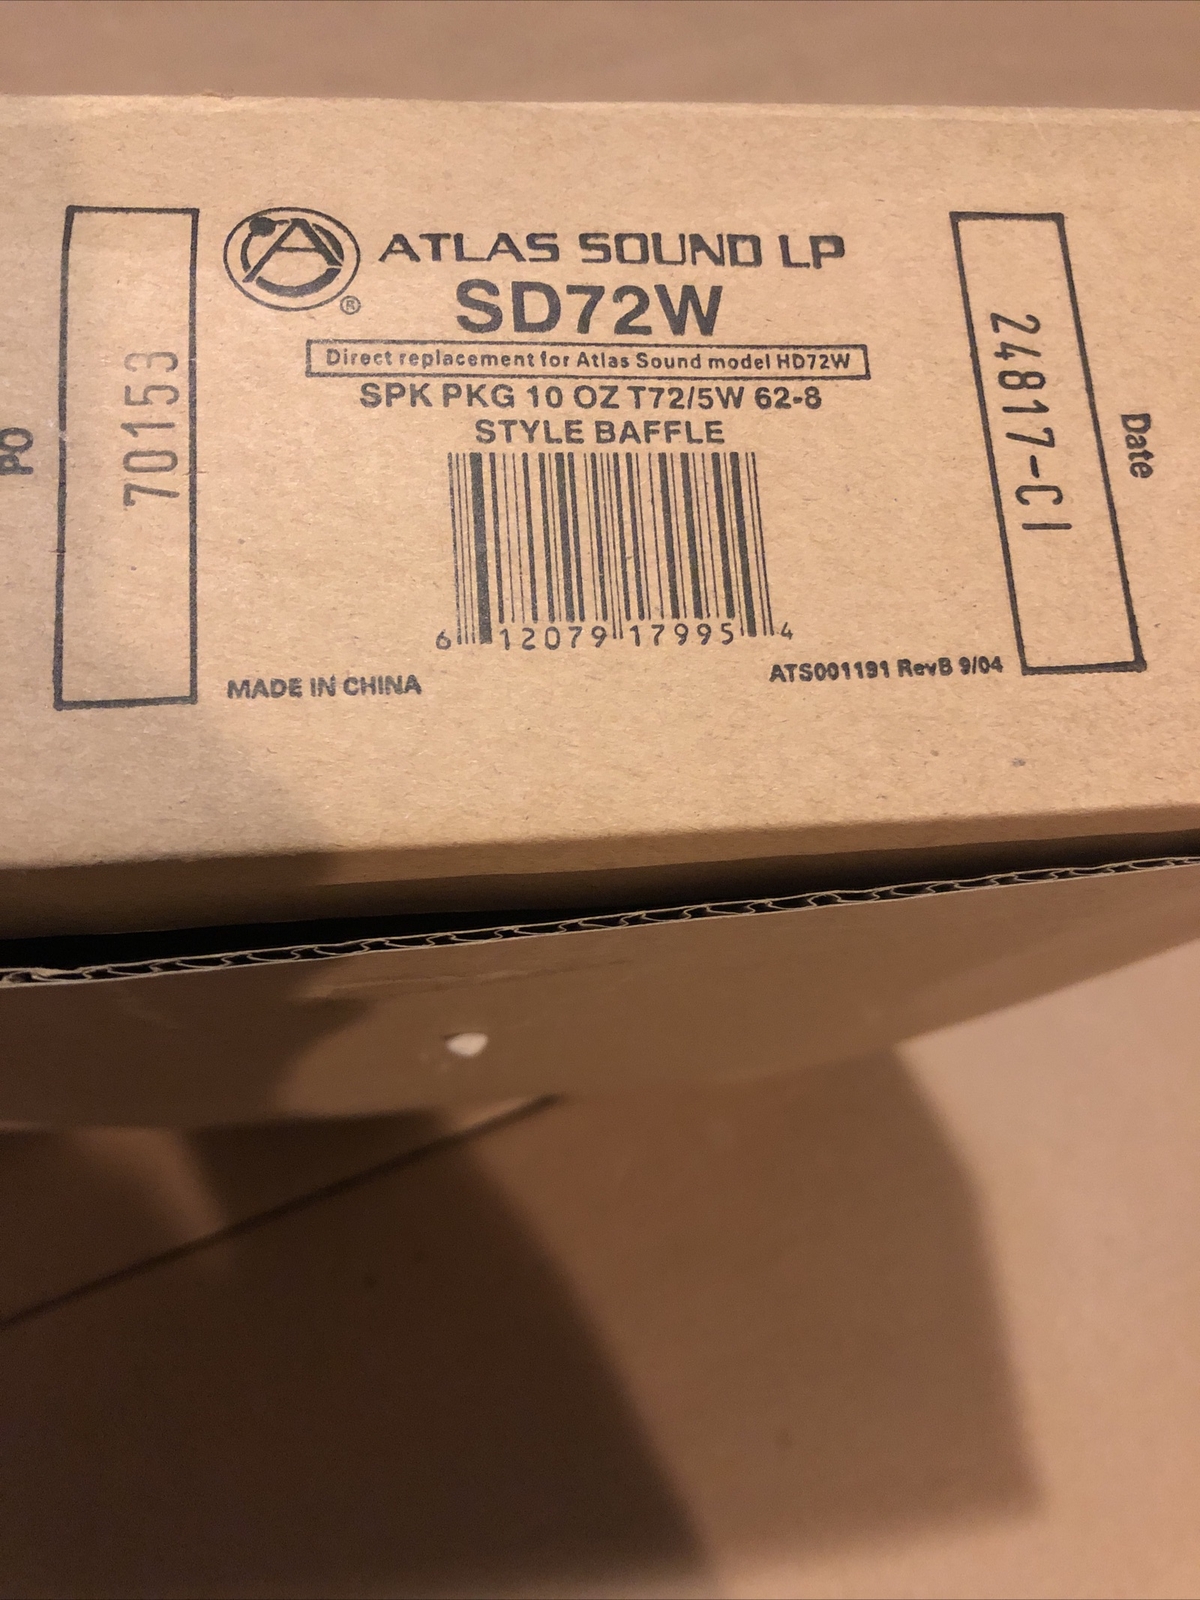 PO
70153
ATLAS SOUND LP
®
SD72W
Direct replacement for Atlas Sound model HD72W
SPK PKG 10 OZ T72/5W 62-8
STYLE BAFFLE
6 12079 17995 4
MADE IN CHINA
ATS001191 RevB 9/04
24817-CI
Date